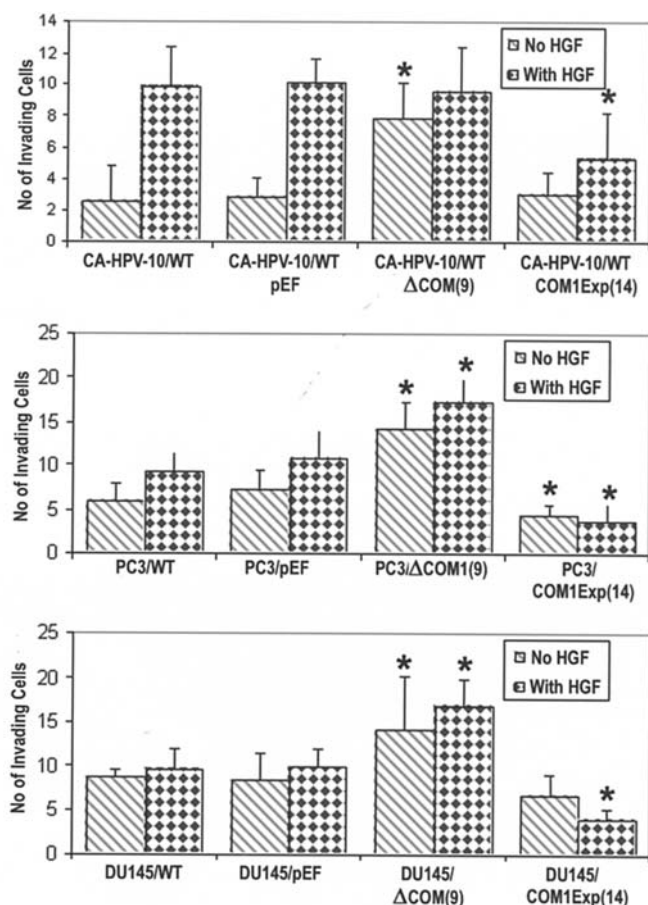 14
12
10
8
6
4
2
0
No of Invading Cells
No HGF
With HGF
*
*
CA-HPV-10/WT
CA-HPV-10/WT
pEF
CA-HPV-10/WT
ΔCOM(9)
CA-HPV-10/WT
COM1Exp(14)
25
20
15
10
5
0
No of Invading Cells
No HGF
With HGF
*
*
*
*
PC3/WT
PC3/pEF
PC3/ΔCOM1(9)
PC3/
COM1Exp(14)
25
20
15
10
5
0
No of Invading Cells
No HGF
With HGF
*
*
*
DU145/WT
DU145/pEF
DU145/
ΔCOM(9)
DU145/
COM1Exp(14)